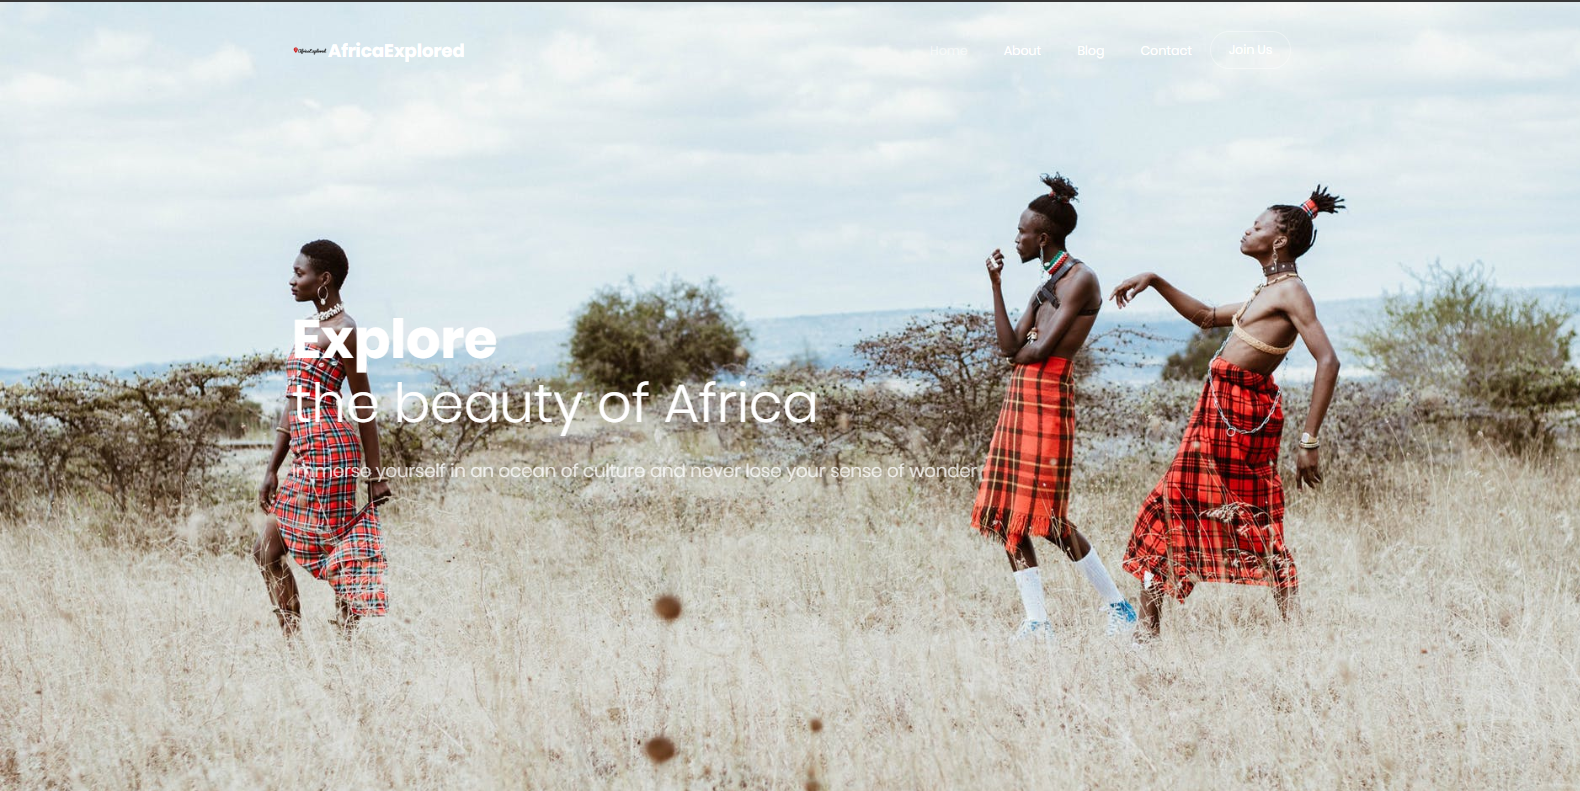 AfricaExplored AfricaExplored
Home About Blog Contact Join Us
Explore
the beauty of Africa
Immerse yourself in an ocean of culture and never lose your sense of wonder